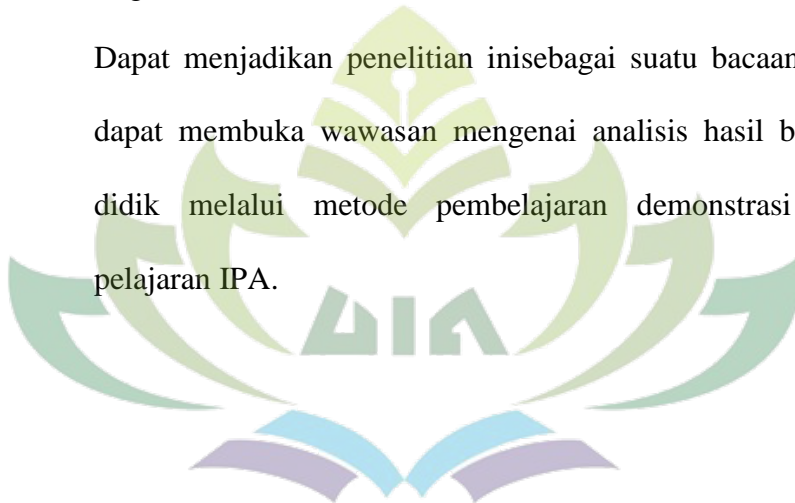 Dapat menjadikan penelitian inisebagai suatu bacaan
dapat membuka wawasan mengenai analisis hasil b
didik melalui metode pembelajaran demonstrasi
pelajaran IPA.
UIN